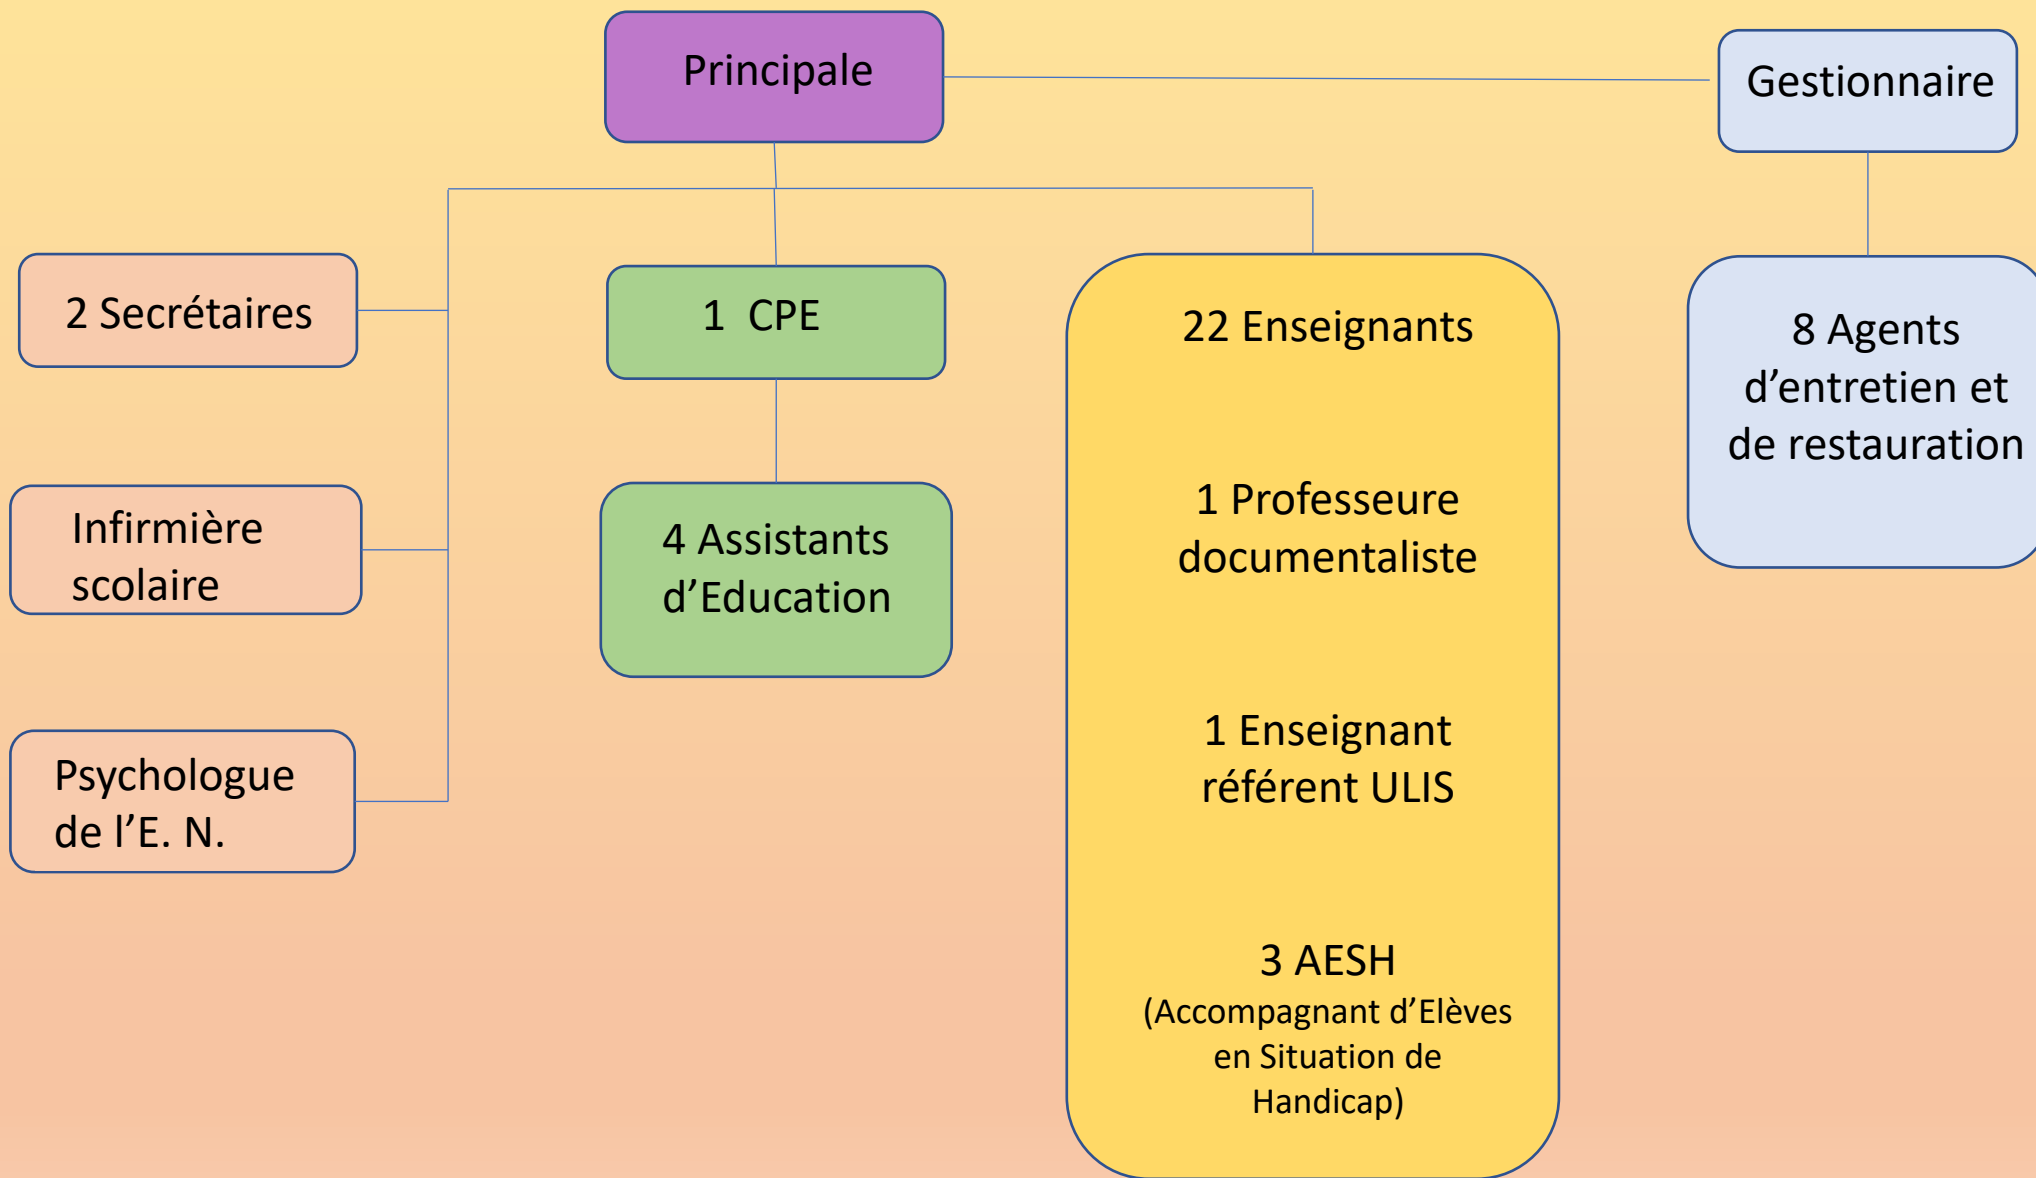 Principale
Gestionnaire
2 Secrétaires
Infirmière
scolaire
Psychologue
de l’E. N.
1 CPE
4 Assistants
d’Education
22 Enseignants
1 Professeure
documentaliste
1 Enseignant
référent ULIS
3 AESH
(Accompagnant d’Elèves
en Situation de
Handicap)
8 Agents
d’entretien et
de restauration